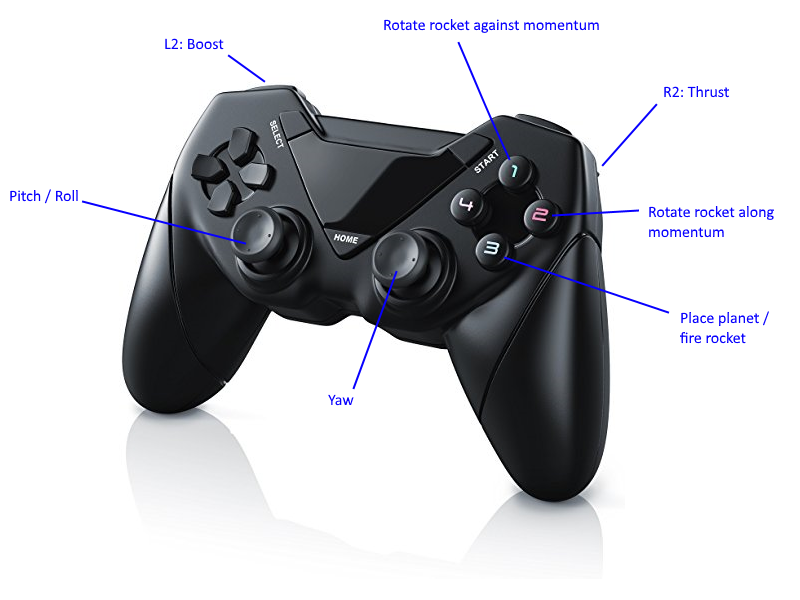 Rotate rocket against momentum
L2: Boost
R2: Thrust
SELECT
START
1
Pitch / Roll
4
2
Rotate rocket along
momentum
HOME
3
Place planet /
fire rocket
Yaw